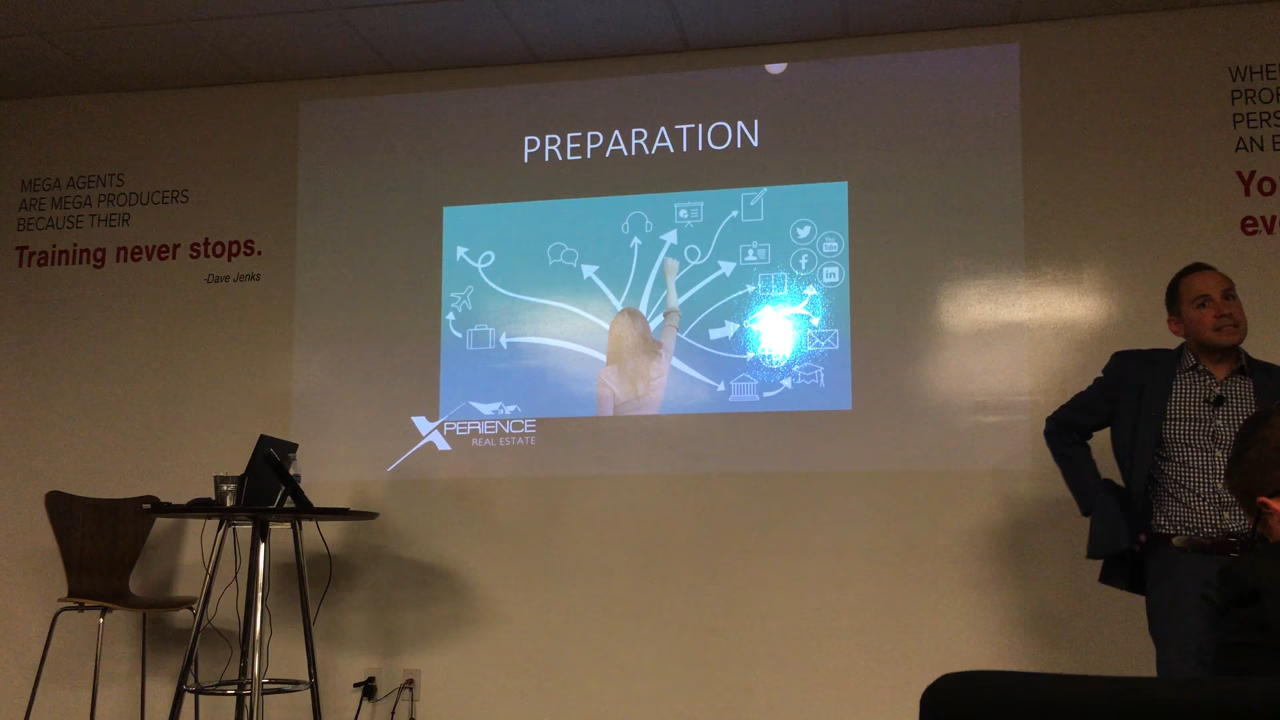 MEGA AGENTS
ARE MEGA PRODUCERS
BECAUSE THEIR
Training never stops.
-Dave Jenks
PREPARATION
XPERIENCE
REAL ESTATE